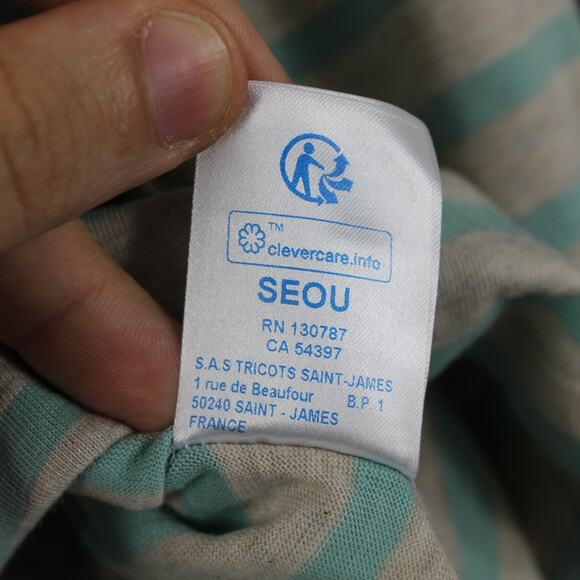 TM
clevercare.info
SEOU
RN 130787
CA 54397
S.A.S TRICOTS SAINT-JAMES
1 rue de Beaufour B.P. 1
50240 SAINT - JAMES
FRANCE